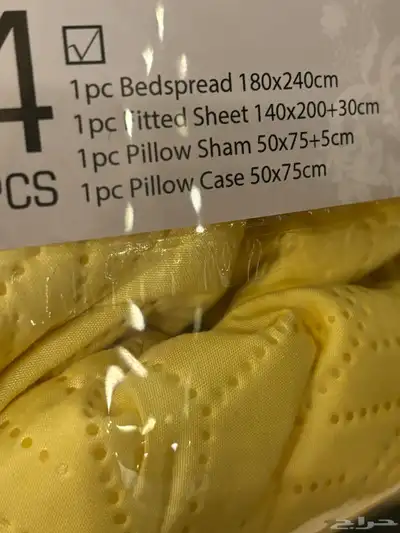 4
PCS
☑
1pc Bedspread 180x240cm
1pc Fitted Sheet 140x200+30cm
1pc Pillow Sham 50x75+5cm
1pc Pillow Case 50x75cm
حراج